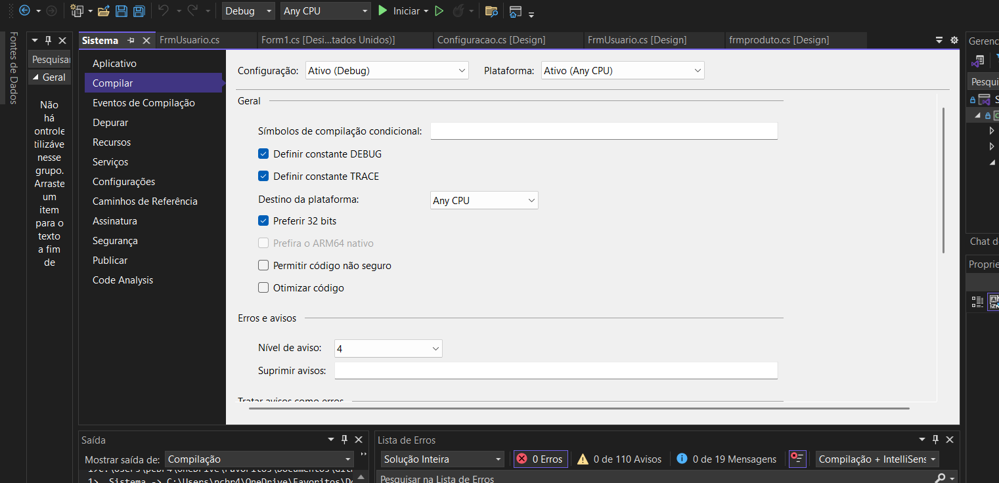 Debug
Any CPU
Iniciar
Fontes de Dados
Pesquisar
Geral
Não
há
ontrole
tilizáve
nesse
grupo.
Arraste
um
item
para o
texto
a fim
de
Sistema
FrmUsuario.cs
Form1.cs [Desi...tados Unidos)]
Configuracao.cs [Design]
FrmUsuario.cs [Design]
frmproduto.cs [Design]
Aplicativo
Compilar
Eventos de Compilação
Depurar
Recursos
Serviços
Configurações
Caminhos de Referência
Assinatura
Segurança
Publicar
Code Analysis
Configuração: Ativo (Debug) Plataforma: Ativo (Any CPU)
Geral
Símbolos de compilação condicional:
Definir constante DEBUG
Definir constante TRACE
Destino da plataforma: Any CPU
Preferir 32 bits
Prefira o ARM64 nativo
Permitir código não seguro
Otimizar código
Erros e avisos
Nível de aviso: 4
Suprimir avisos:
Tratar avisos como erros
Gerenc
Pesqui
S
Chat d
Proprie
Saída
Mostrar saída de: Compilação
1>  Sistema -> C:\Users\pcbr4\OneDrive\Favoritos\Do
Lista de Erros
Solução Inteira
0 Erros
0 de 110 Avisos
0 de 19 Mensagens
Compilação + IntelliSens
Pesquisar na Lista de Erros